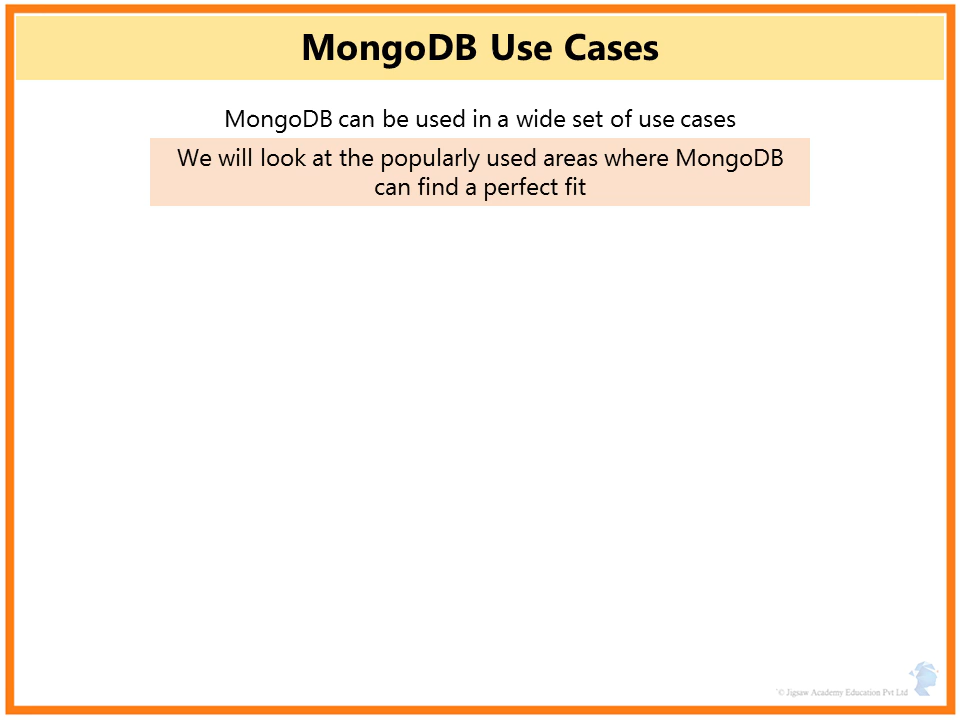 MongoDB Use Cases
MongoDB can be used in a wide set of use cases
We will look at the popularly used areas where MongoDB
can find a perfect fit
© Jigsaw Academy Education Pvt Ltd